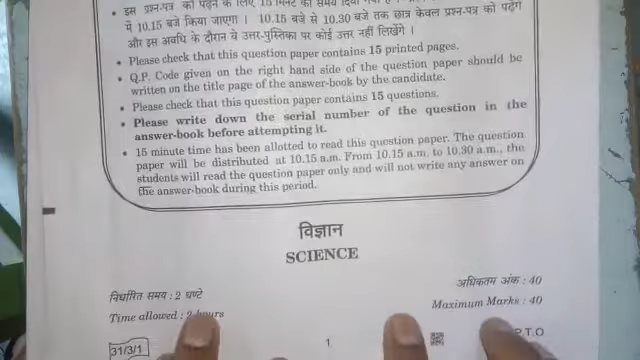 • इस प्रश्न-पत्र को पढ़ने के लिए 15 मिनट का समय दिया गया है
में 10.15 बजे किया जाएगा । 10.15 बजे से 10.30 बजे तक छात्र केवल प्रश्न-पत्र को पढ़ेंगे
और इस अवधि के दौरान वे उत्तर-पुस्तिका पर कोई उत्तर नहीं लिखेंगे ।
• Please check that this question paper contains 15 printed pages.
• Q.P. Code given on the right hand side of the question paper should be
written on the title page of the answer-book by the candidate.
• Please check that this question paper contains 15 questions.
• Please write down the serial number of the question in the
answer-book before attempting it.
• 15 minute time has been allotted to read this question paper. The question
paper will be distributed at 10.15 a.m. From 10.15 a.m. to 10.30 a.m., the
students will read the question paper only and will not write any answer on
the answer-book during this period.
विज्ञान
SCIENCE
निर्धारित समय : 2 घण्टे
अधिकतम अंक : 40
Time allowed : 2 hours
Maximum Marks : 40
31/3/1
1
P.T.O